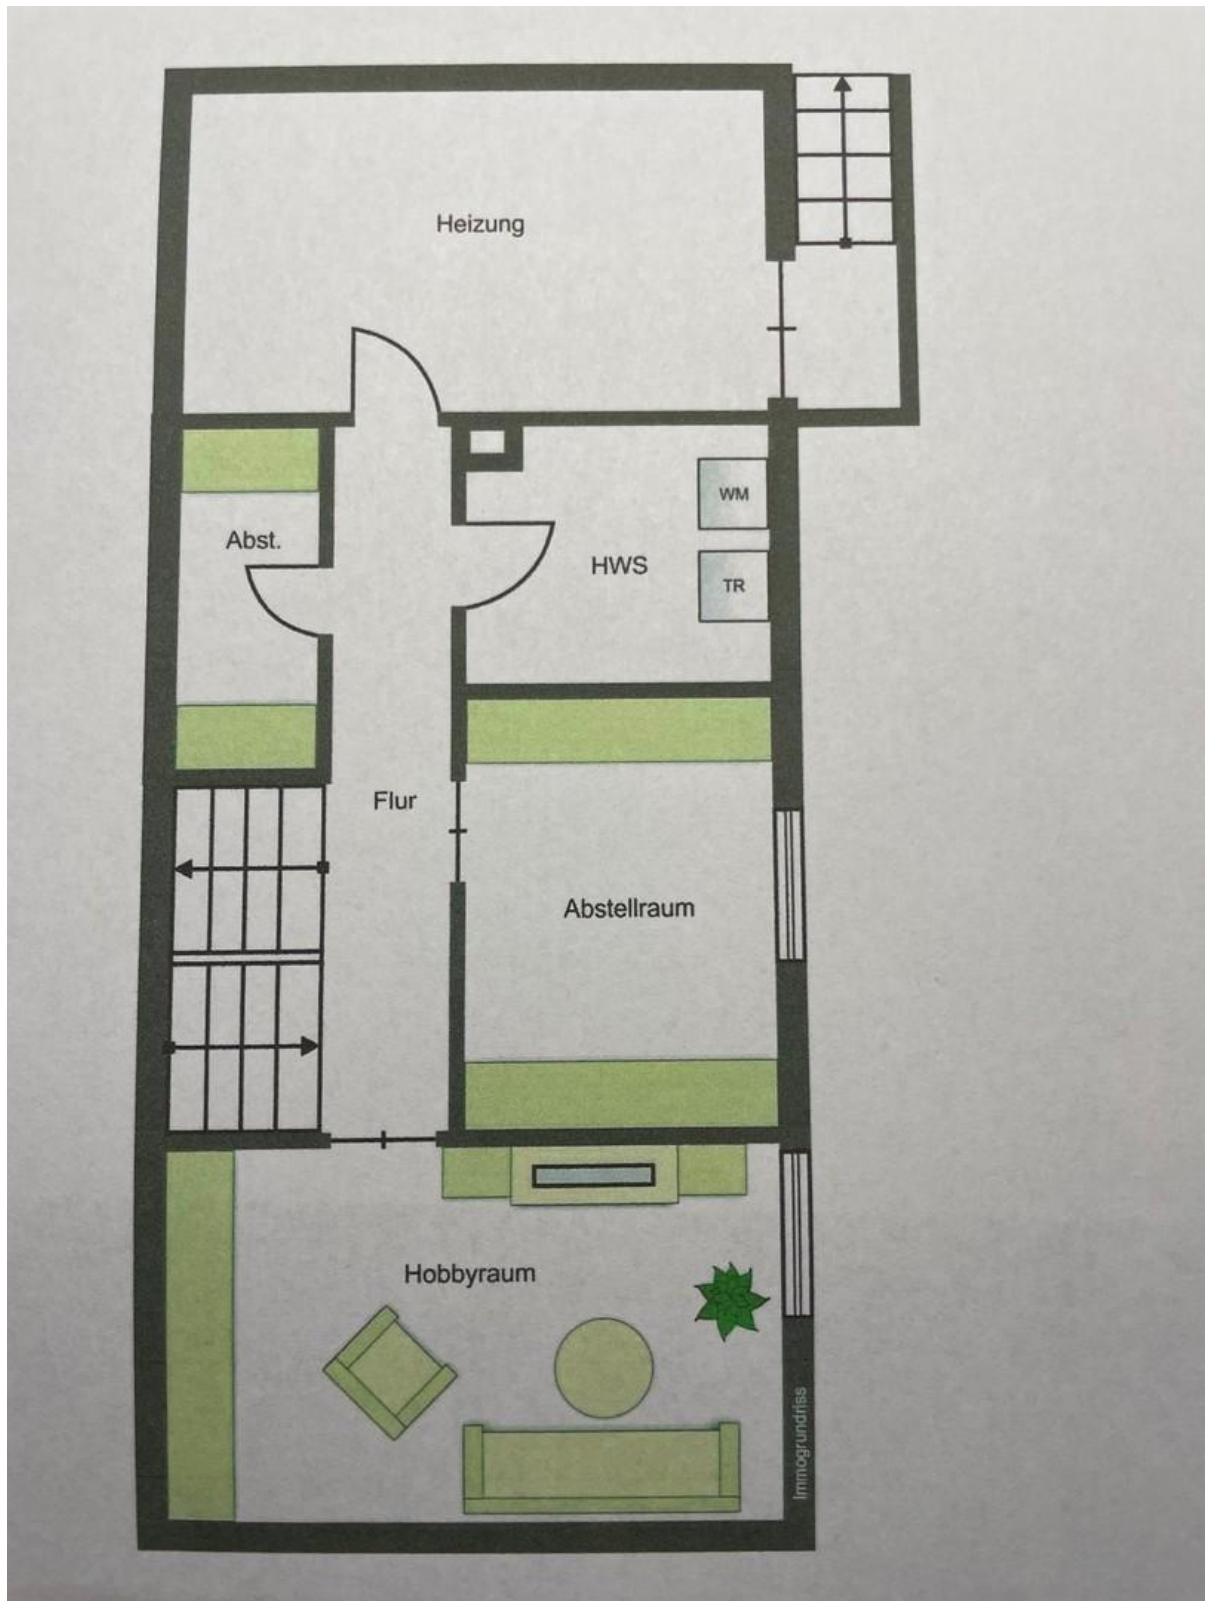 Heizung
WM
Abst.
HWS
TR
Flur
Abstellraum
Hobbyraum
Immogrundriss